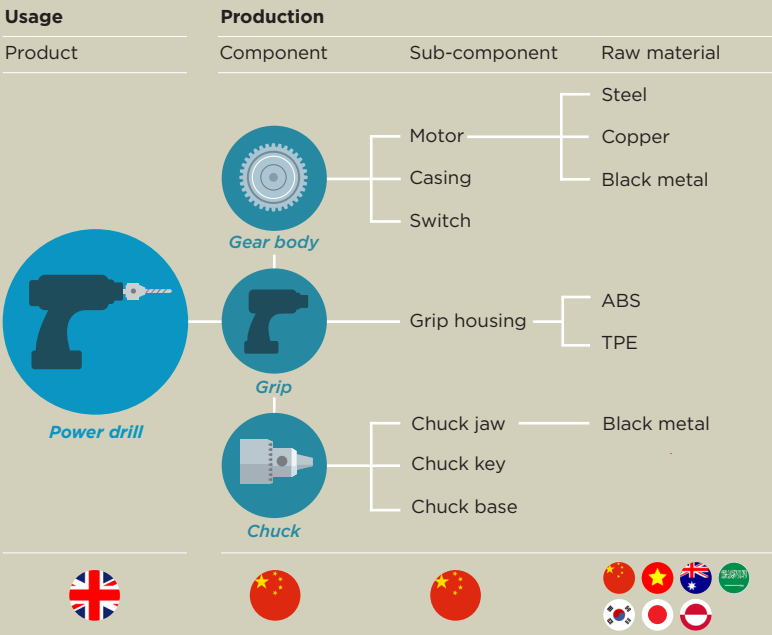 Usage
Production
Product
Component
Sub-component
Raw material
Steel
Motor
Copper
Casing
Black metal
Switch
Gear body
ABS
Grip housing
TPE
Grip
Power drill
Chuck jaw
Black metal
Chuck key
Chuck base
Chuck